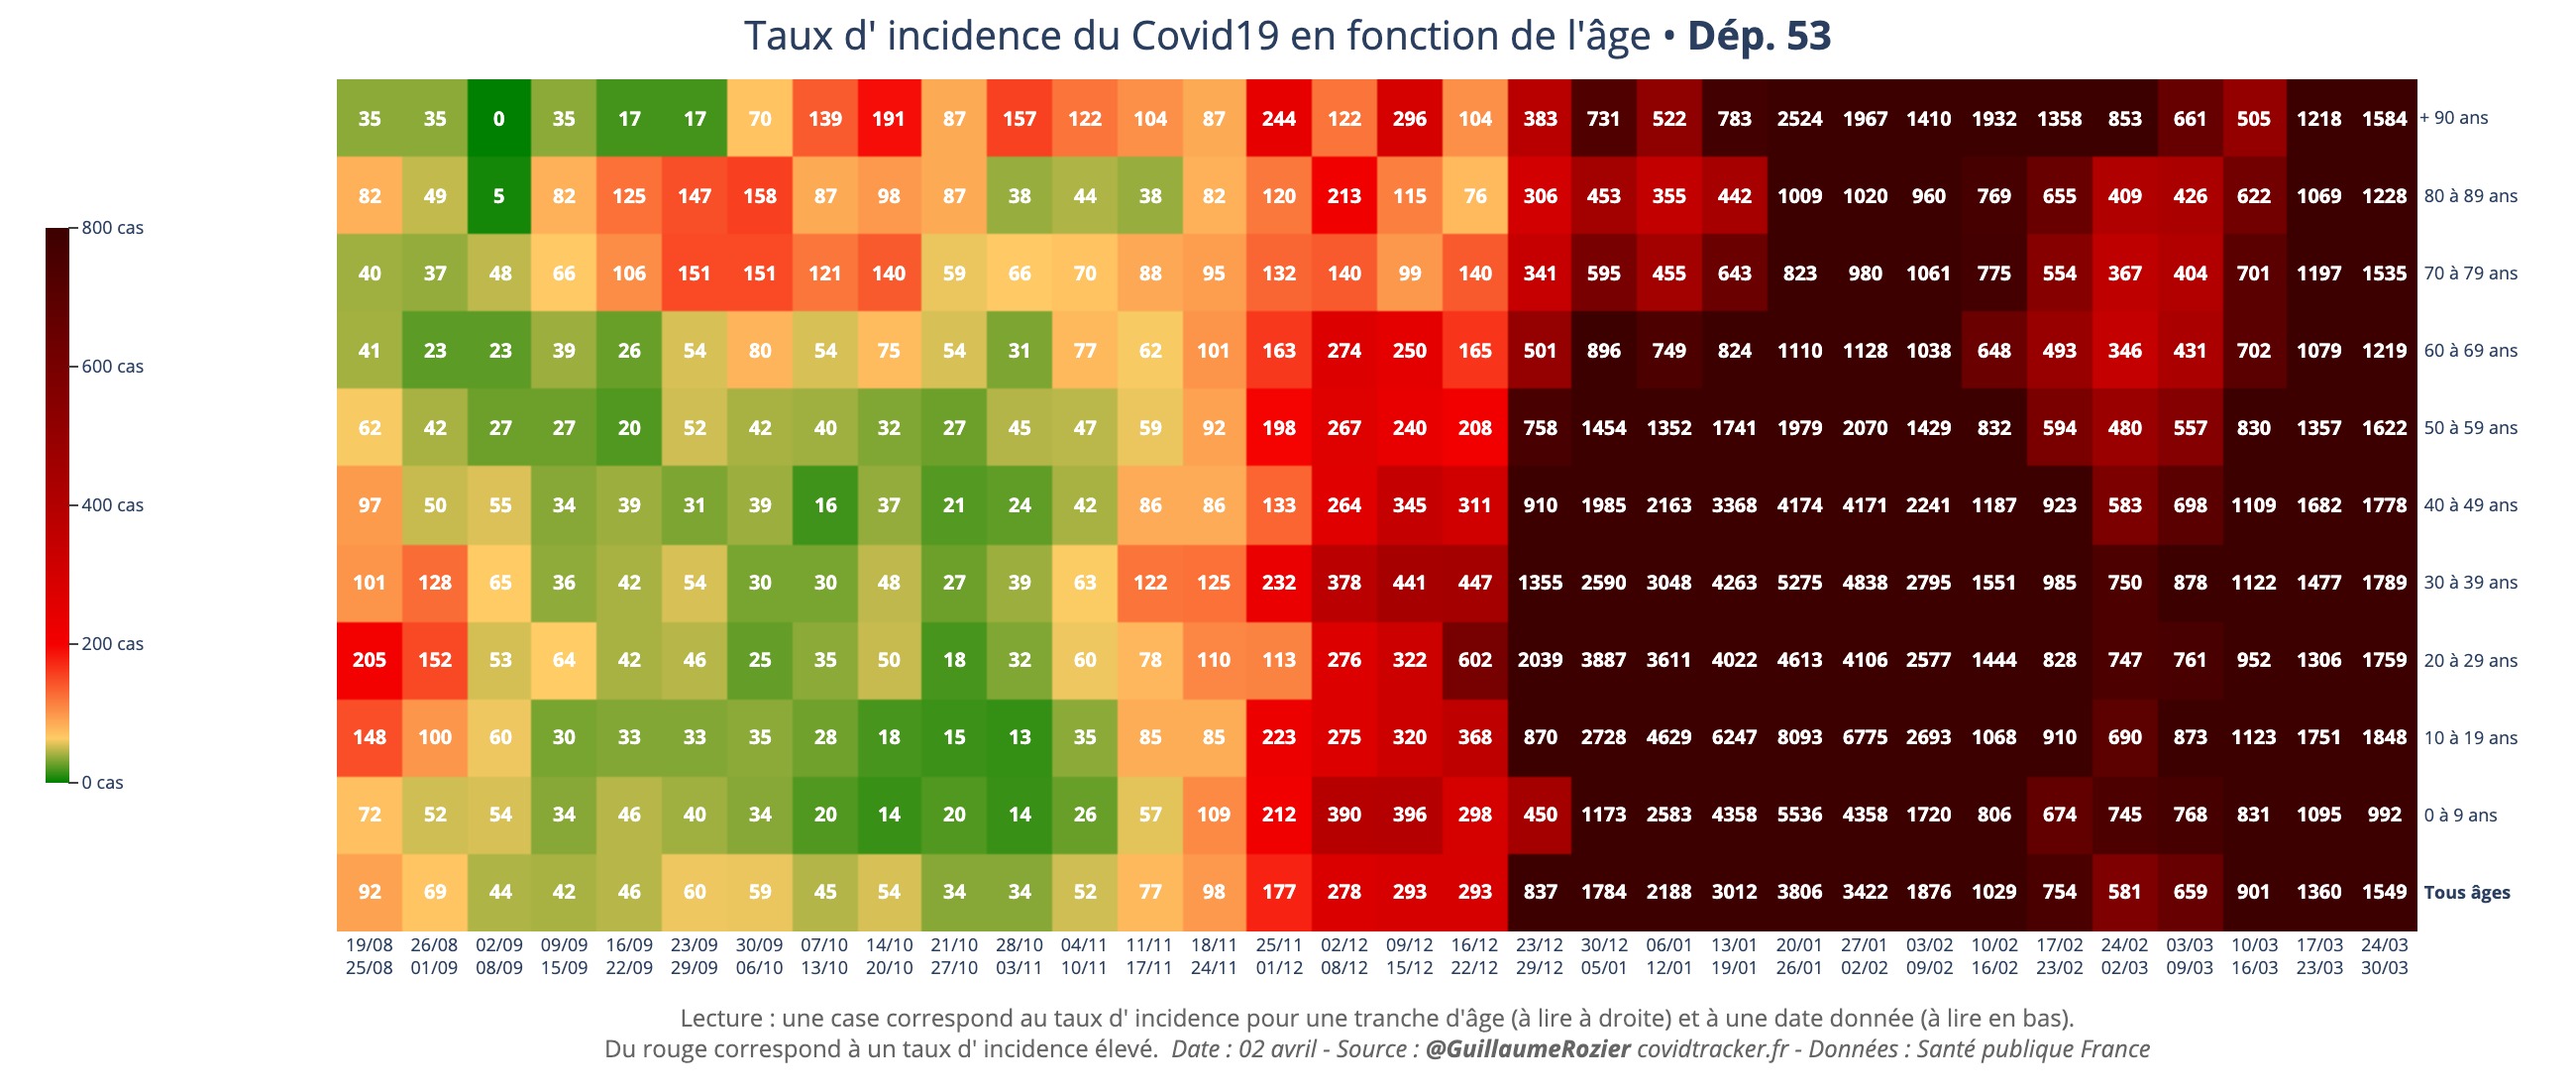 Taux d' incidence du Covid19 en fonction de l'âge • Dép. 53
800 cas
600 cas
400 cas
200 cas
0 cas
35 35 0 35 17 17 70 139 191 87 157 122 104 87 244 122 296 104 383 731 522 783 2524 1967 1410 1932 1358 853 661 505 1218 1584 + 90 ans
82 49 5 82 125 147 158 87 98 87 38 44 38 82 120 213 115 76 306 453 355 442 1009 1020 960 769 655 409 426 622 1069 1228 80 à 89 ans
40 37 48 66 106 151 151 121 140 59 66 70 88 95 132 140 99 140 341 595 455 643 823 980 1061 775 554 367 404 701 1197 1535 70 à 79 ans
41 23 23 39 26 54 80 54 75 54 31 77 62 101 163 274 250 165 501 896 749 824 1110 1128 1038 648 493 346 431 702 1079 1219 60 à 69 ans
62 42 27 27 20 52 42 40 32 27 45 47 59 92 198 267 240 208 758 1454 1352 1741 1979 2070 1429 832 594 480 557 830 1357 1622 50 à 59 ans
97 50 55 34 39 31 39 16 37 21 24 42 86 86 133 264 345 311 910 1985 2163 3368 4174 4171 2241 1187 923 583 698 1109 1682 1778 40 à 49 ans
101 128 65 36 42 54 30 30 48 27 39 63 122 125 232 378 441 447 1355 2590 3048 4263 5275 4838 2795 1551 985 750 878 1122 1477 1789 30 à 39 ans
205 152 53 64 42 46 25 35 50 18 32 60 78 110 113 276 322 602 2039 3887 3611 4022 4613 4106 2577 1444 828 747 761 952 1306 1759 20 à 29 ans
148 100 60 30 33 33 35 28 18 15 13 35 85 85 223 275 320 368 870 2728 4629 6247 8093 6775 2693 1068 910 690 873 1123 1751 1848 10 à 19 ans
72 52 54 34 46 40 34 20 14 20 14 26 57 109 212 390 396 298 450 1173 2583 4358 5536 4358 1720 806 674 745 768 831 1095 992 0 à 9 ans
92 69 44 42 46 60 59 45 54 34 34 52 77 98 177 278 293 293 837 1784 2188 3012 3806 3422 1876 1029 754 581 659 901 1360 1549 Tous âges
19/08 26/08 02/09 09/09 16/09 23/09 30/09 07/10 14/10 21/10 28/10 04/11 11/11 18/11 25/11 02/12 09/12 16/12 23/12 30/12 06/01 13/01 20/01 27/01 03/02 10/02 17/02 24/02 03/03 10/03 17/03 24/03
25/08 01/09 08/09 15/09 22/09 29/09 06/10 13/10 20/10 27/10 03/11 10/11 17/11 24/11 01/12 08/12 15/12 22/12 29/12 05/01 12/01 19/01 26/01 02/02 09/02 16/02 23/02 02/03 09/03 16/03 23/03 30/03
Lecture : une case correspond au taux d' incidence pour une tranche d'âge (à lire à droite) et à une date donnée (à lire en bas).
Du rouge correspond à un taux d' incidence élevé. Date : 02 avril - Source : @GuillaumeRozier covidtracker.fr - Données : Santé publique France